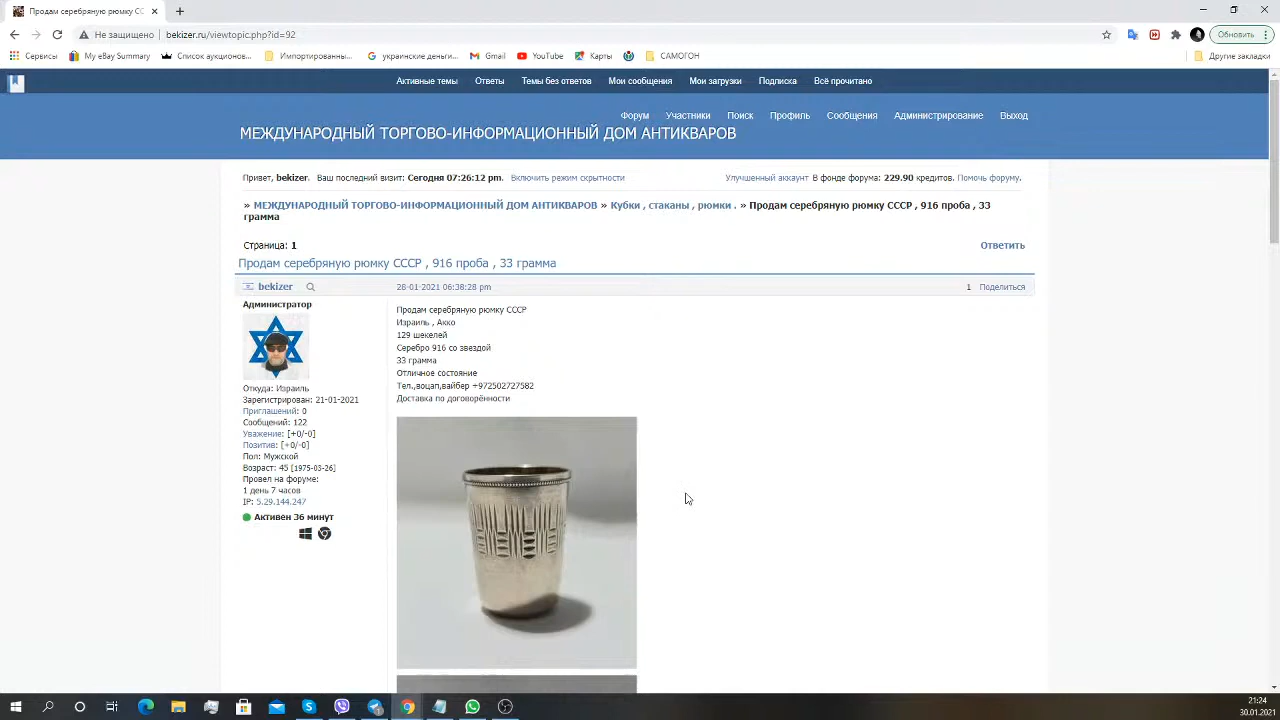 Продам серебряную рюмку СС
Не защищено
bekizer.ru/viewtopic.php?id=92
Обновить
Сервисы
My eBay Summary
Список аукционов...
Импортированны...
украинские деньги...
Gmail
YouTube
Карты
САМОГОН
Другие закладки
Активные темы Ответы Темы без ответов Мои сообщения Мои загрузки Подписка Всё прочитано
Форум Участники Поиск Профиль Сообщения Администрирование Выход
МЕЖДУНАРОДНЫЙ ТОРГОВО-ИНФОРМАЦИОННЫЙ ДОМ АНТИКВАРОВ
Привет, bekizer. Ваш последний визит: Сегодня 07:26:12 pm. Включить режим скрытности
Улучшенный аккаунт В фонде форума: 229.90 кредитов. Помочь форуму.
» МЕЖДУНАРОДНЫЙ ТОРГОВО-ИНФОРМАЦИОННЫЙ ДОМ АНТИКВАРОВ » Кубки , стаканы , рюмки . » Продам серебряную рюмку СССР , 916 проба , 33
грамма
Страница: 1
Ответить
Продам серебряную рюмку СССР , 916 проба , 33 грамма
bekizer
28-01-2021 06:38:28 pm
1 Поделиться
Администратор
Откуда: Израиль
Зарегистрирован: 21-01-2021
Приглашений: 0
Сообщений: 122
Уважение: [+0/-0]
Позитив: [+0/-0]
Пол: Мужской
Возраст: 45 [1975-03-26]
Провел на форуме:
1 день 7 часов
IP: 5.29.144.247
Активен 36 минут
Продам серебряную рюмку СССР
Израиль , Акко
129 шекелей
Серебро 916 со звездой
33 грамма
Отличное состояние
Тел.,воцап,вайбер +972502727582
Доставка по договорённости
21:24
30.01.2021